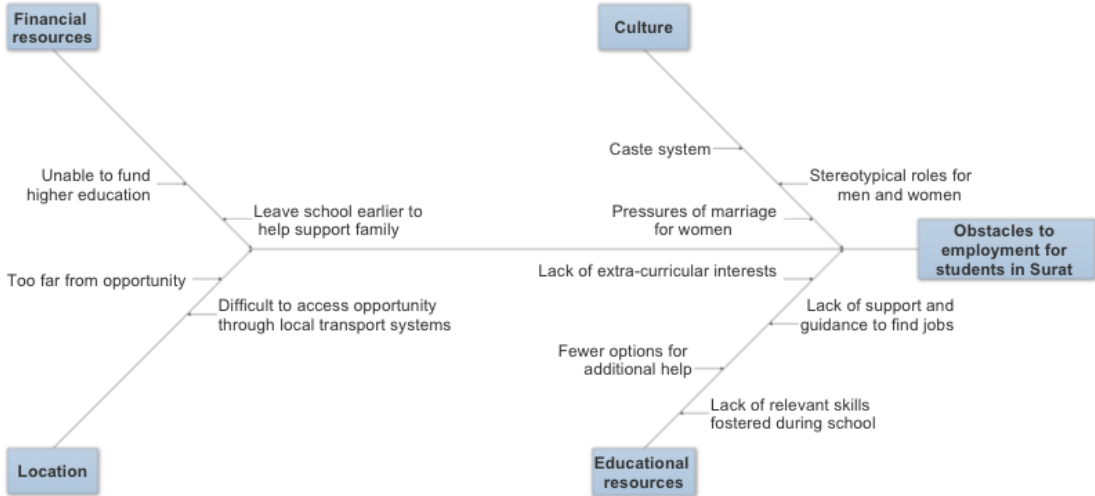 Financial
resources
Culture
Caste system
Unable to fund
higher education
Stereotypical roles for
men and women
Leave school earlier to
help support family
Pressures of marriage
for women
Obstacles to
employment for
students in Surat
Too far from opportunity
Lack of extra-curricular interests
Difficult to access opportunity
through local transport systems
Lack of support and
guidance to find jobs
Fewer options for
additional help
Lack of relevant skills
fostered during school
Location
Educational
resources